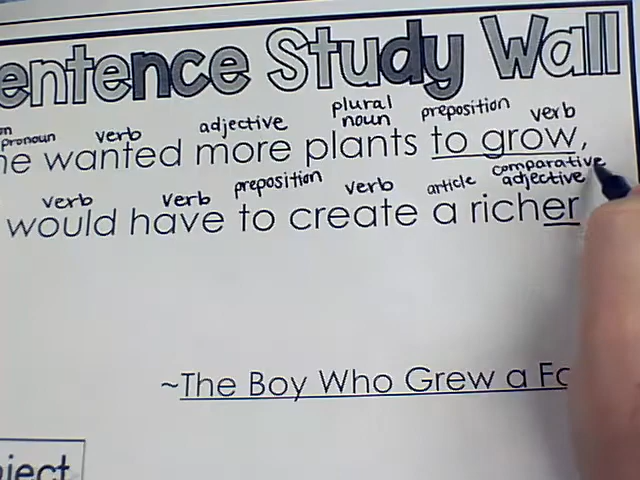 entence Study Wall
pronoun verb adjective plural noun preposition verb
he wanted more plants to grow,
verb verb preposition verb article comparative adjective
would have to create a richer
~The Boy Who Grew a Fo
ject